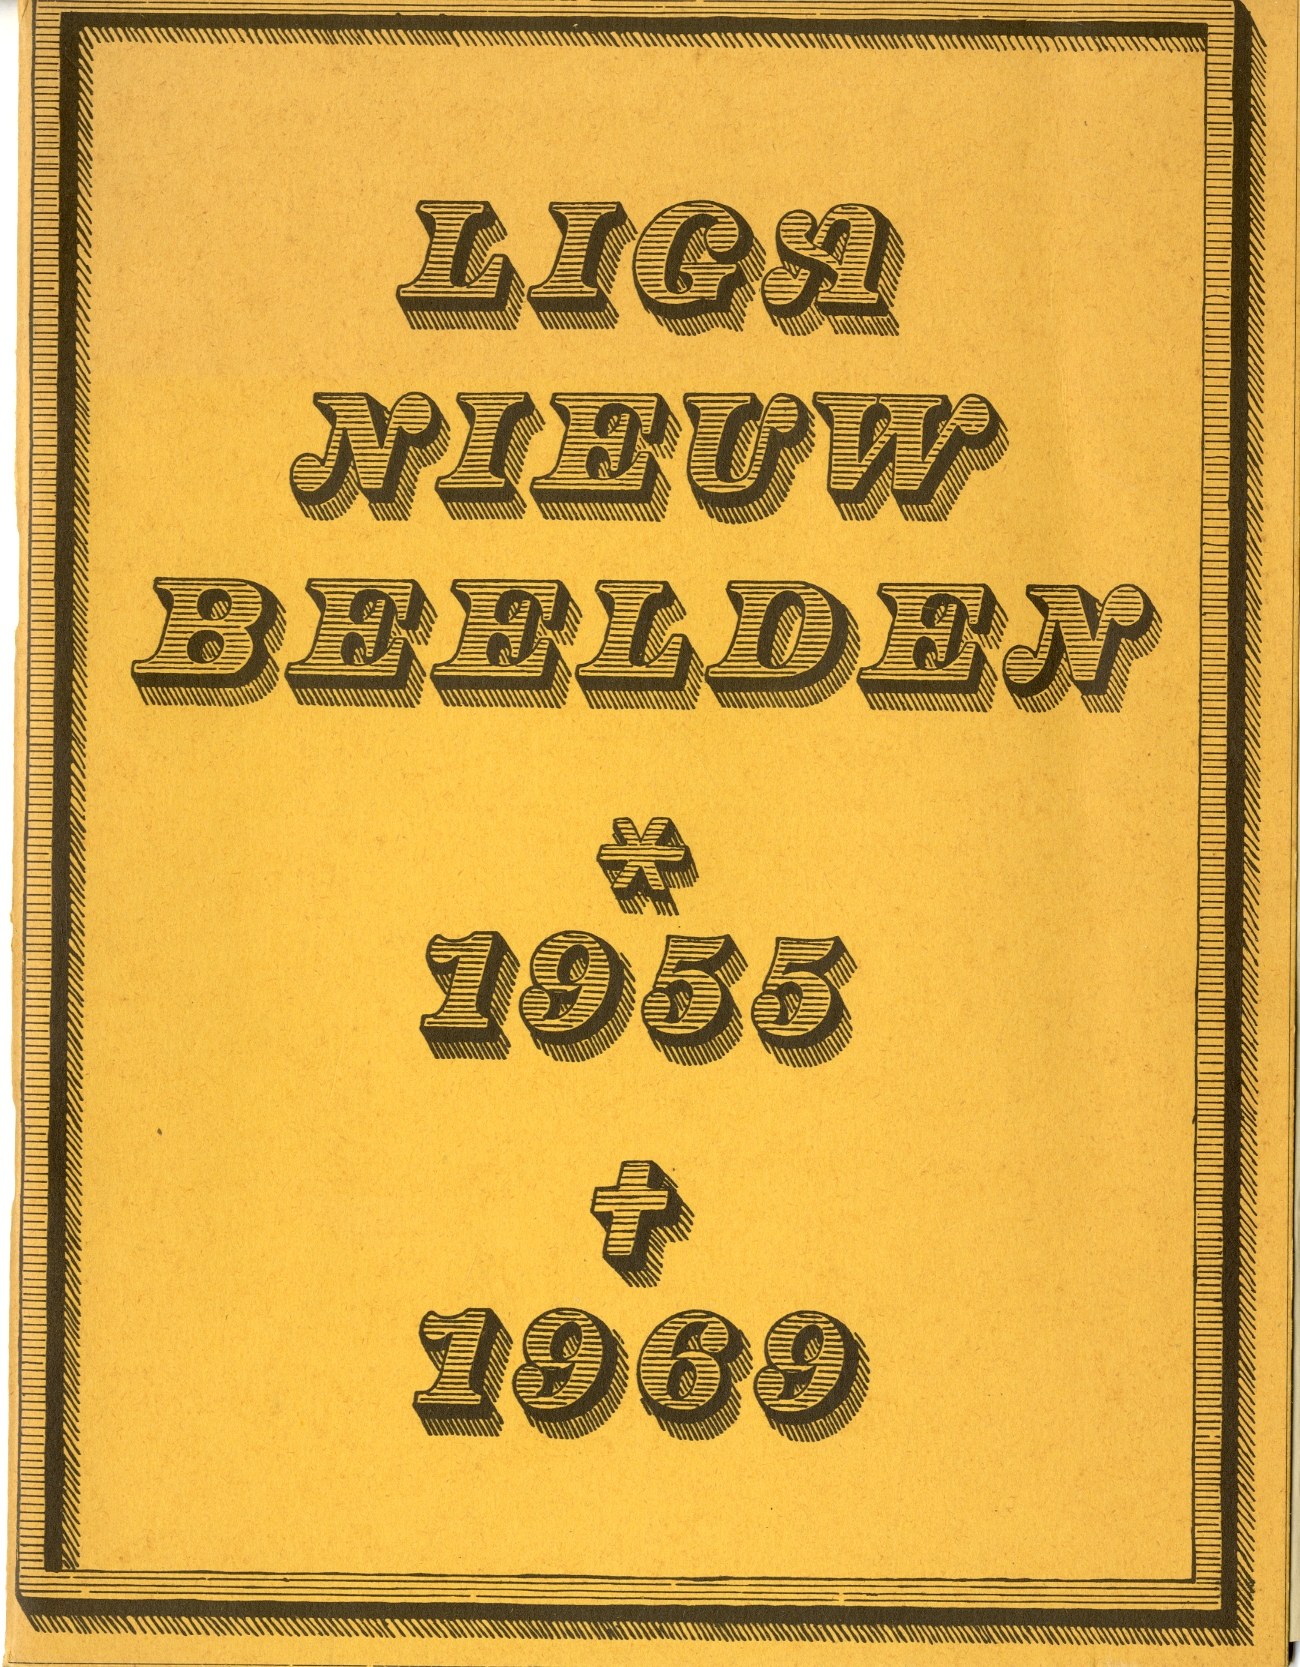 LIGA
NIEUW
BEELDEN
*
1955
†
1969